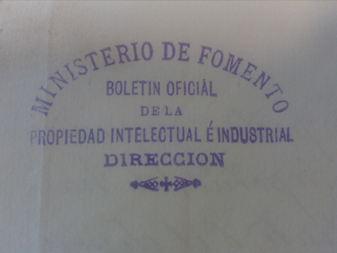 MINISTERIO DE FOMENTO
BOLETIN OFICIAL
DE LA
PROPIEDAD INTELECTUAL É INDUSTRIAL
DIRECCION